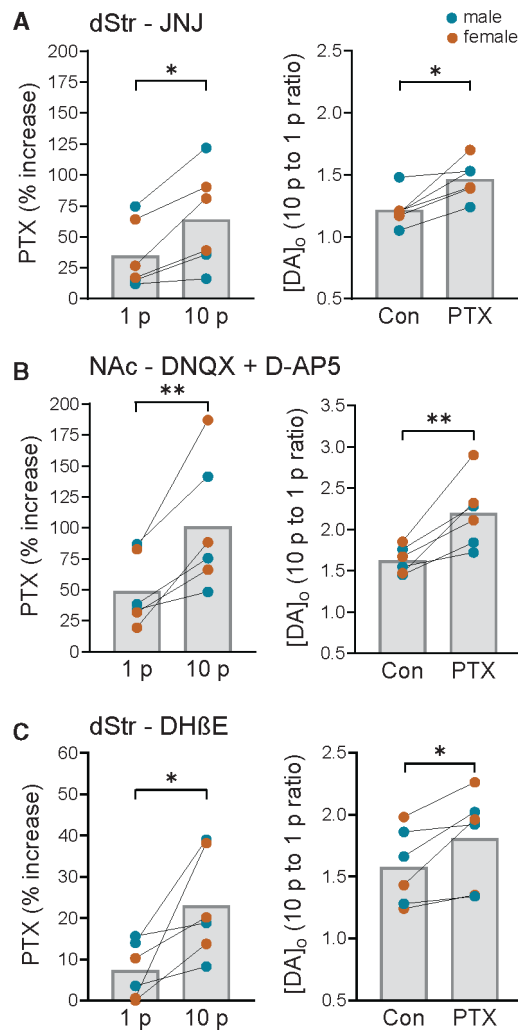 A dStr - JNJ
male
female
PTX (% increase)
200
175
150
125
100
75
50
25
0
*
1 p 10 p
[DA]o (10 p to 1 p ratio)
2.5
2.0
1.5
1.0
0.5
*
Con PTX
B NAc - DNQX + D-AP5
PTX (% increase)
200
175
150
125
100
75
50
25
0
**
1 p 10 p
[DA]o (10 p to 1 p ratio)
3.5
3.0
2.5
2.0
1.5
1.0
0.5
**
Con PTX
C dStr - DHßE
PTX (% increase)
60
50
40
30
20
10
0
*
1 p 10 p
[DA]o (10 p to 1 p ratio)
2.5
2.0
1.5
1.0
0.5
*
Con PTX